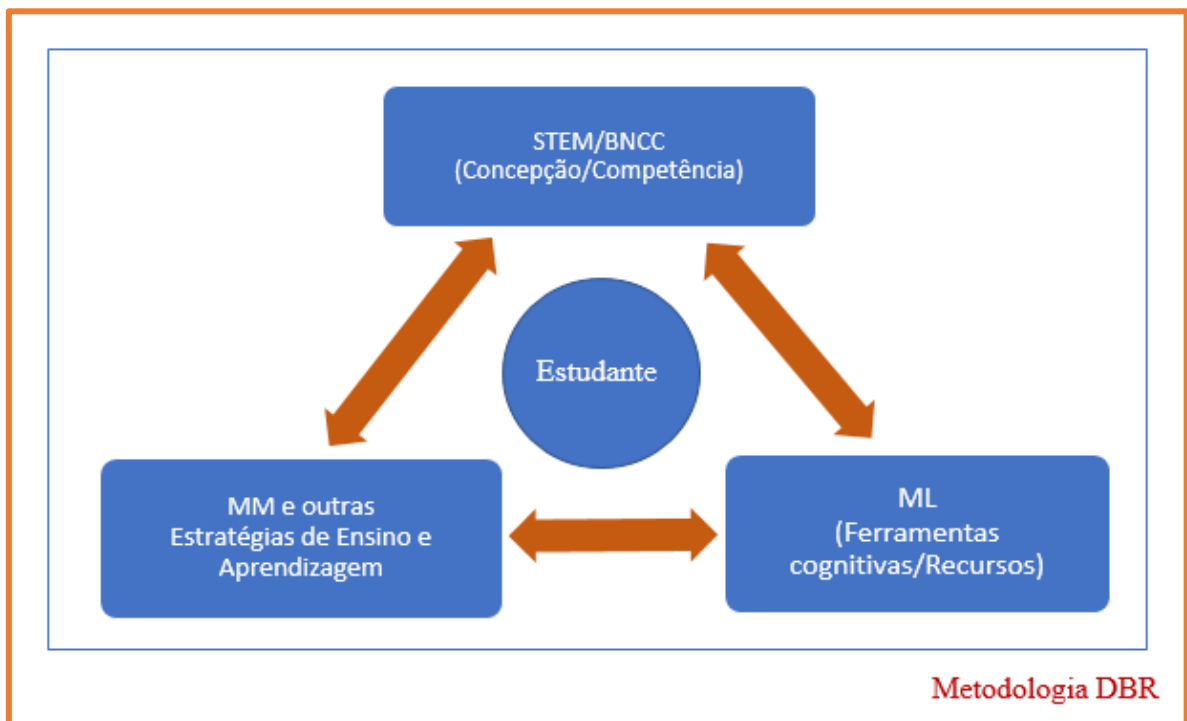 STEM/BNCC
(Concepção/Competência)
Estudante
MM e outras
Estratégias de Ensino e
Aprendizagem
ML
(Ferramentas
cognitivas/Recursos)
Metodologia DBR